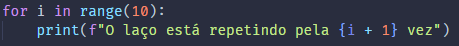 for i in range(10):
    print(f"O laço está repetindo pela {i + 1} vez")